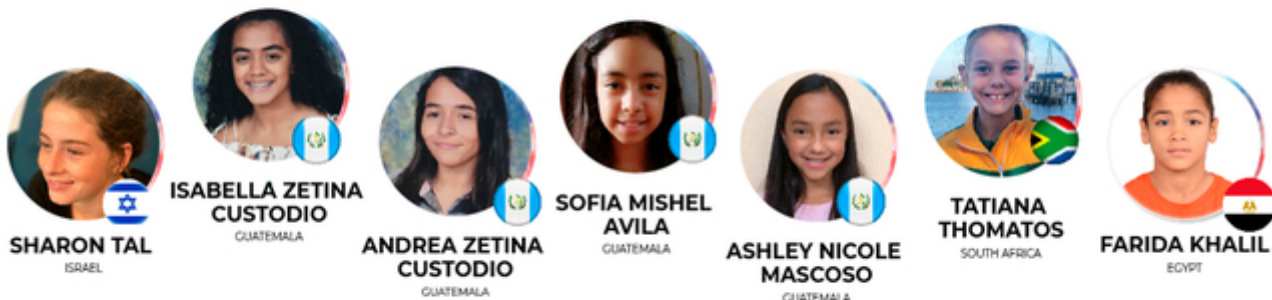 SHARON TAL
ISRAEL
ISABELLA ZETINA
CUSTODIO
GUATEMALA
ANDREA ZETINA
CUSTODIO
GUATEMALA
SOFIA MISHEL
AVILA
GUATEMALA
ASHLEY NICOLE
MASCOSO
GUATEMALA
TATIANA
THOMATOS
SOUTH AFRICA
FARIDA KHALIL
EGYPT